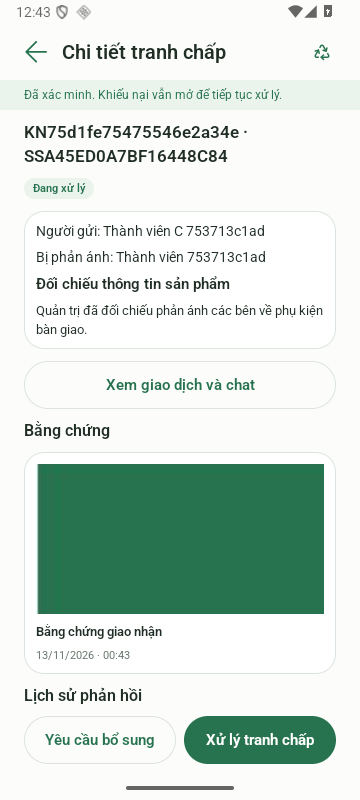 12:43
Chi tiết tranh chấp
Đã xác minh. Khiếu nại vẫn mở để tiếp tục xử lý.
KN75d1fe75475546e2a34e ·
SSA45ED0A7BF16448C84
Đang xử lý
Người gửi: Thành viên C 753713c1ad
Bị phản ánh: Thành viên 753713c1ad
Đối chiếu thông tin sản phẩm
Quản trị đã đối chiếu phản ánh các bên về phụ kiện
bàn giao.
Xem giao dịch và chat
Bằng chứng
Bằng chứng giao nhận
13/11/2026 · 00:43
Lịch sử phản hồi
Yêu cầu bổ sung
Xử lý tranh chấp